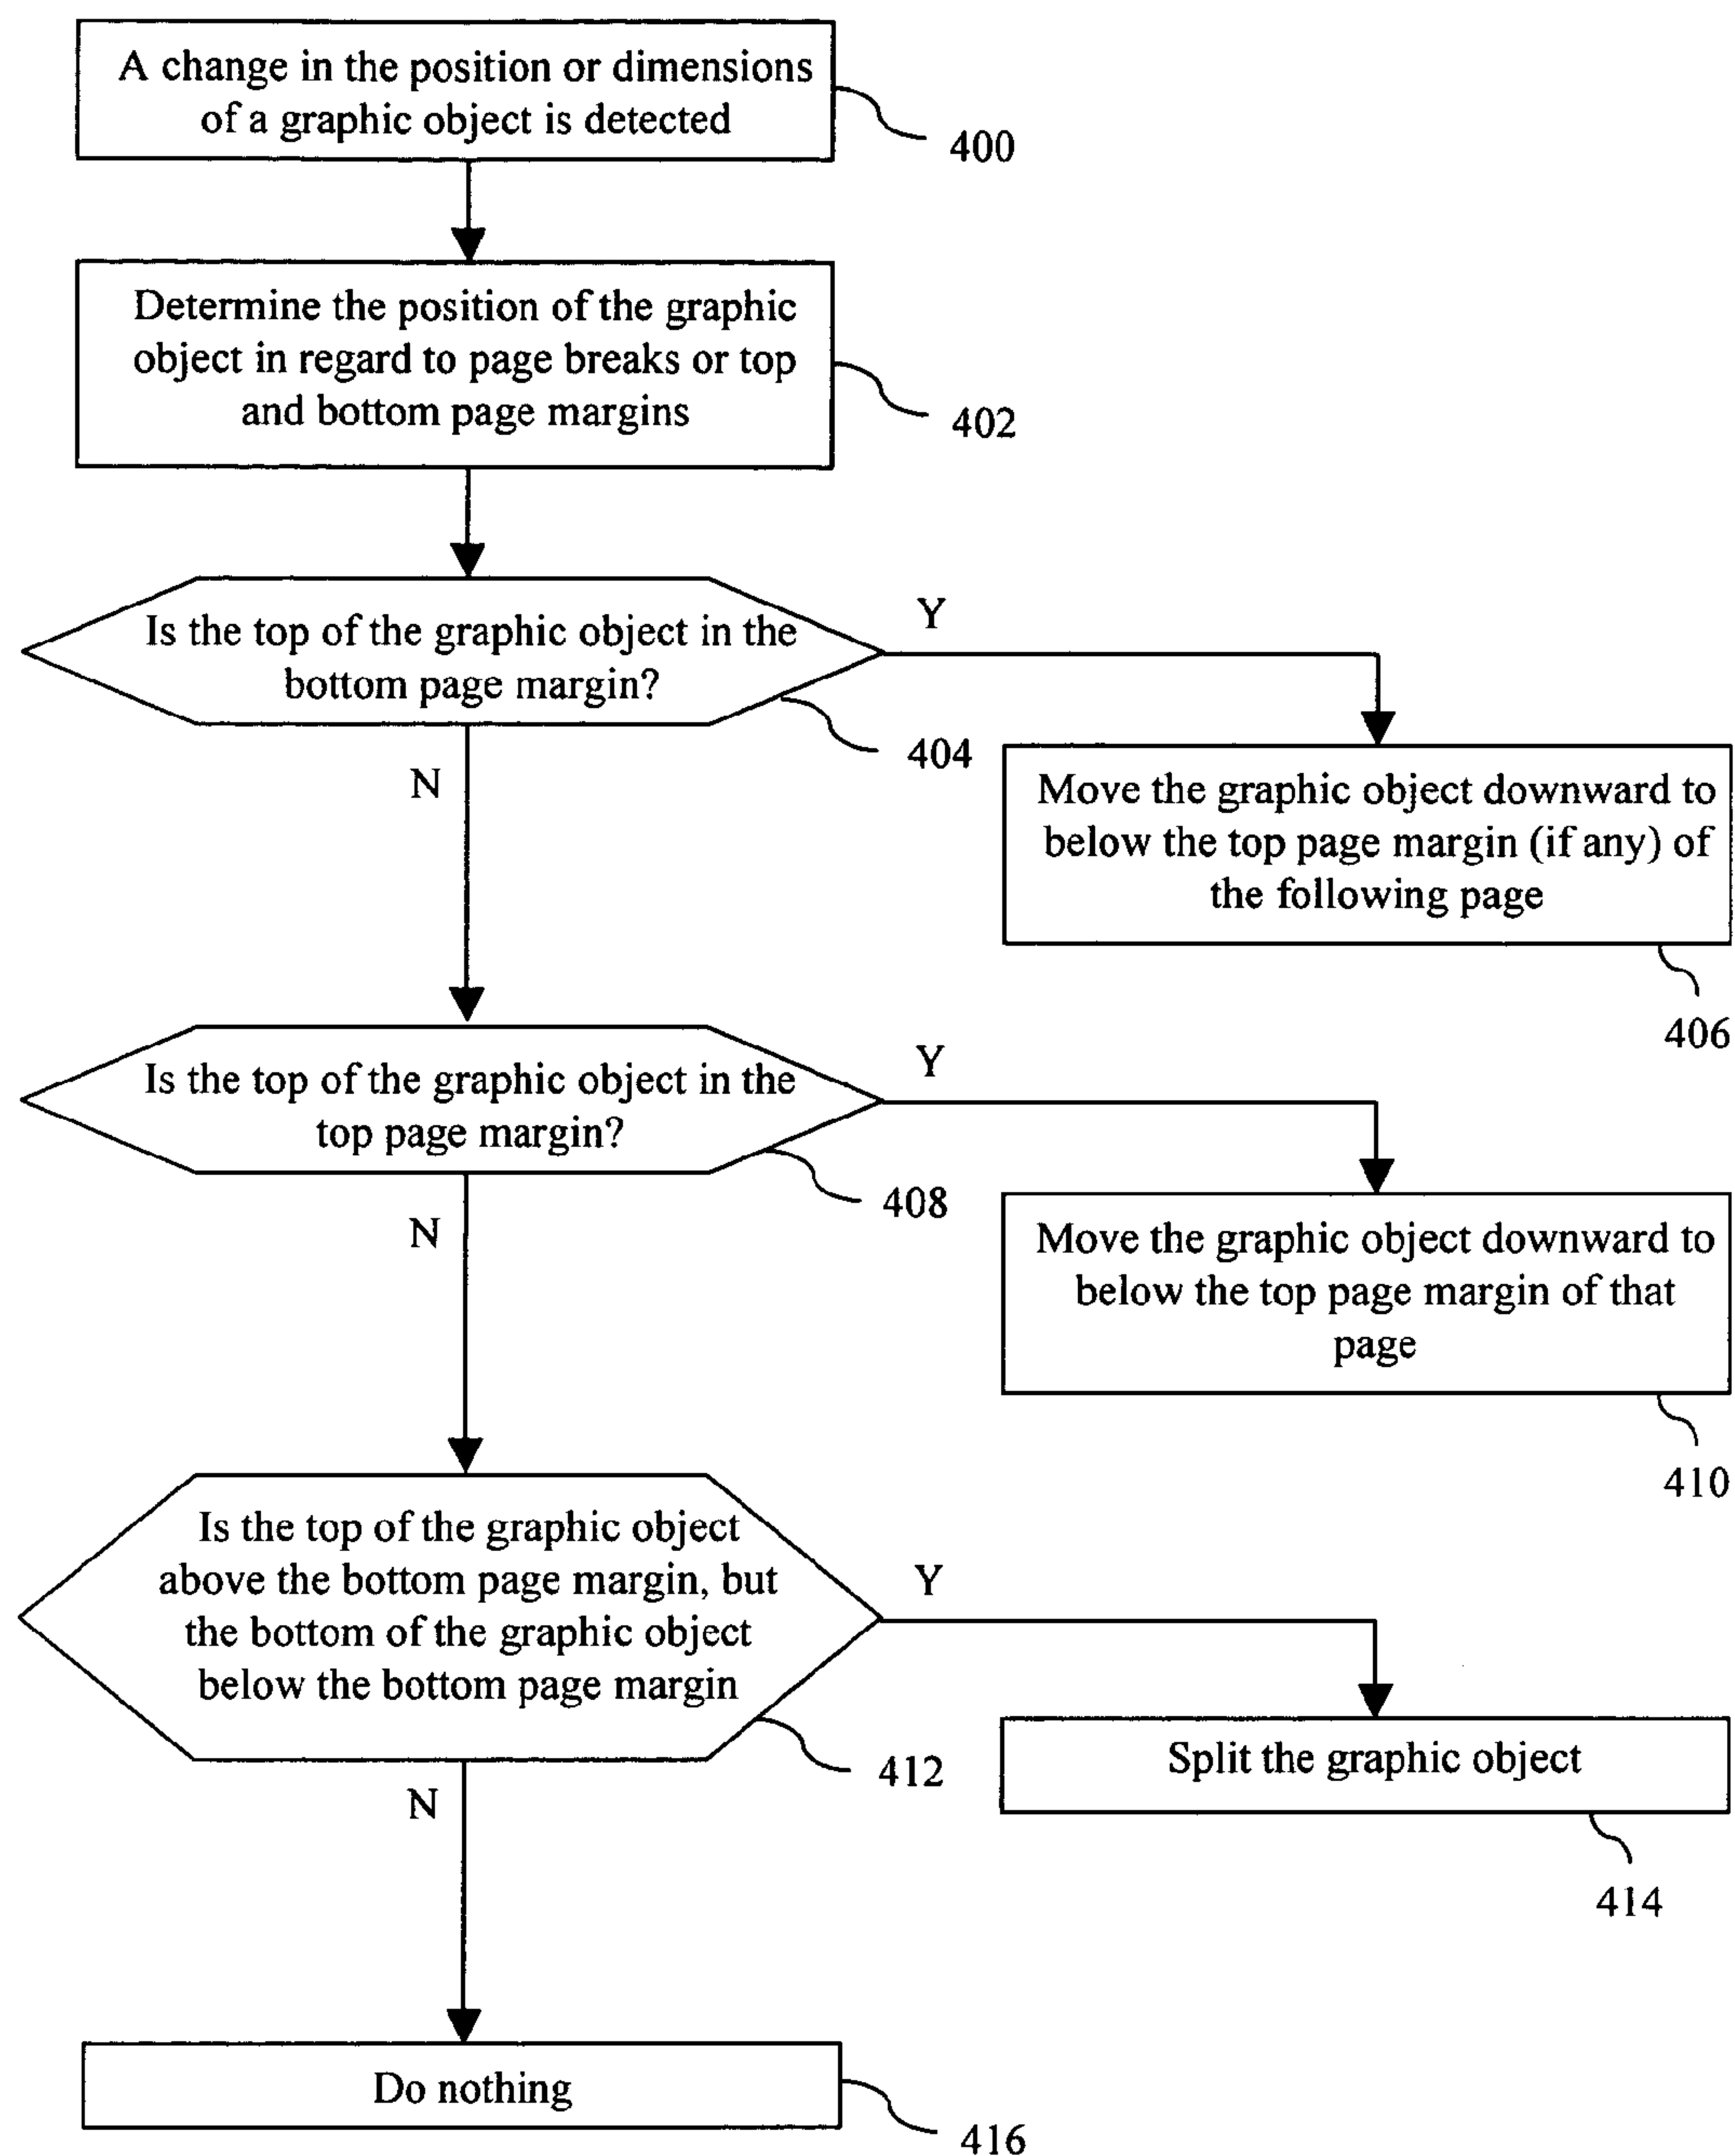 A change in the position or dimensions
of a graphic object is detected
400
Determine the position of the graphic
object in regard to page breaks or top
and bottom page margins
402
Is the top of the graphic object in the
bottom page margin?
404
Y
N
Move the graphic object downward to
below the top page margin (if any) of
the following page
406
Is the top of the graphic object in the
top page margin?
408
Y
N
Move the graphic object downward to
below the top page margin of that
page
410
Is the top of the graphic object
above the bottom page margin, but
the bottom of the graphic object
below the bottom page margin
412
Y
N
Split the graphic object
414
Do nothing
416